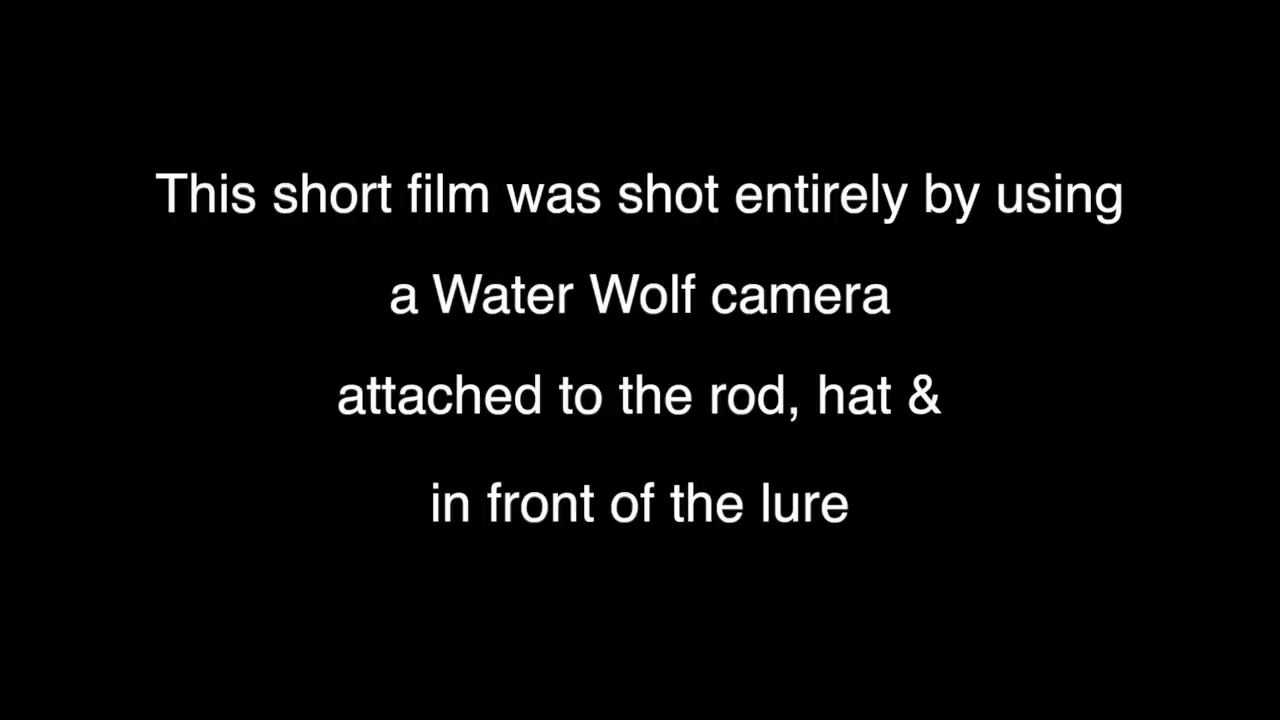 This short film was shot entirely by using
a Water Wolf camera
attached to the rod, hat &
in front of the lure